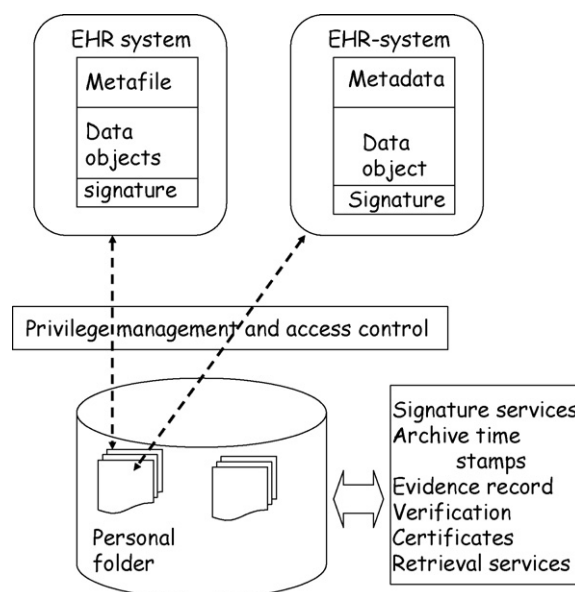 EHR system
Metafile
Data
objects
signature
EHR-system
Metadata
Data
object
Signature
Privilege management and access control
Personal
folder
Signature services
Archive time
stamps
Evidence record
Verification
Certificates
Retrieval services